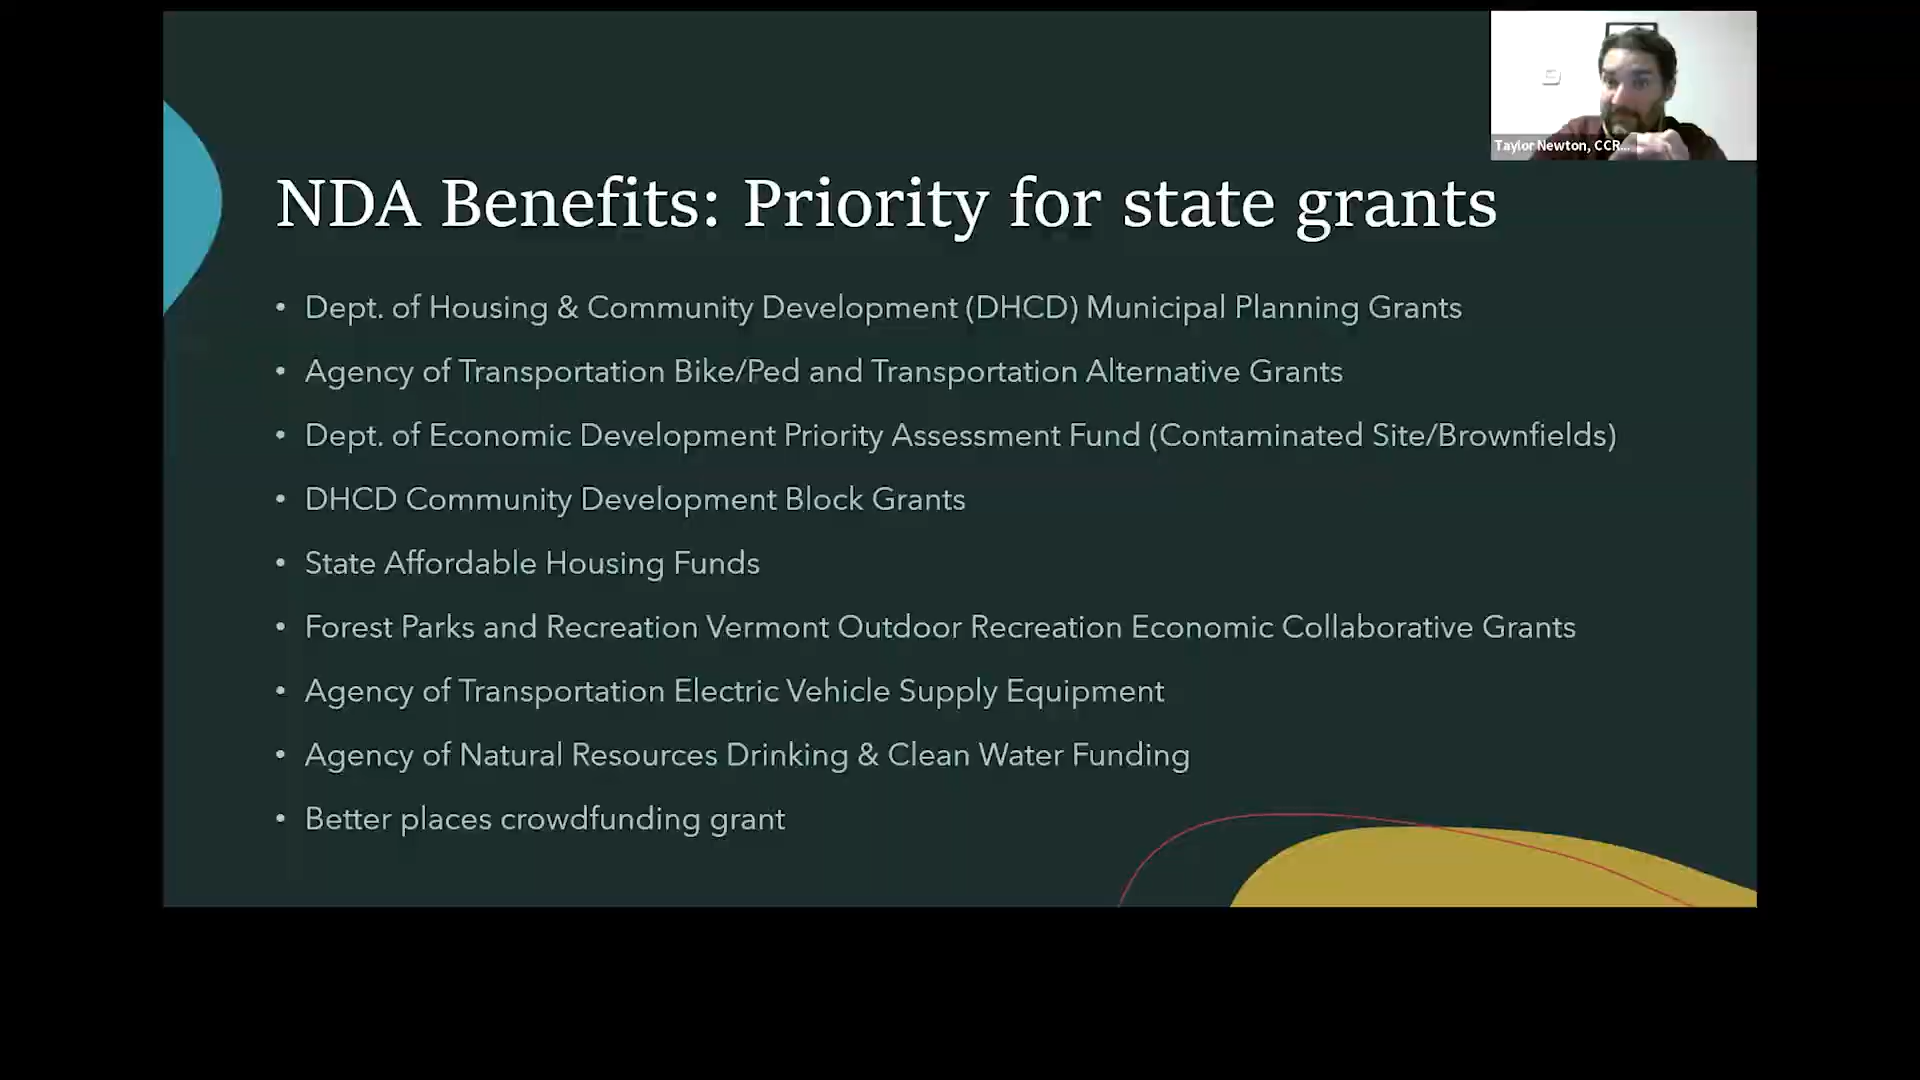 Taylor Newton, CCR...
NDA Benefits: Priority for state grants
• Dept. of Housing & Community Development (DHCD) Municipal Planning Grants
• Agency of Transportation Bike/Ped and Transportation Alternative Grants
• Dept. of Economic Development Priority Assessment Fund (Contaminated Site/Brownfields)
• DHCD Community Development Block Grants
• State Affordable Housing Funds
• Forest Parks and Recreation Vermont Outdoor Recreation Economic Collaborative Grants
• Agency of Transportation Electric Vehicle Supply Equipment
• Agency of Natural Resources Drinking & Clean Water Funding
• Better places crowdfunding grant